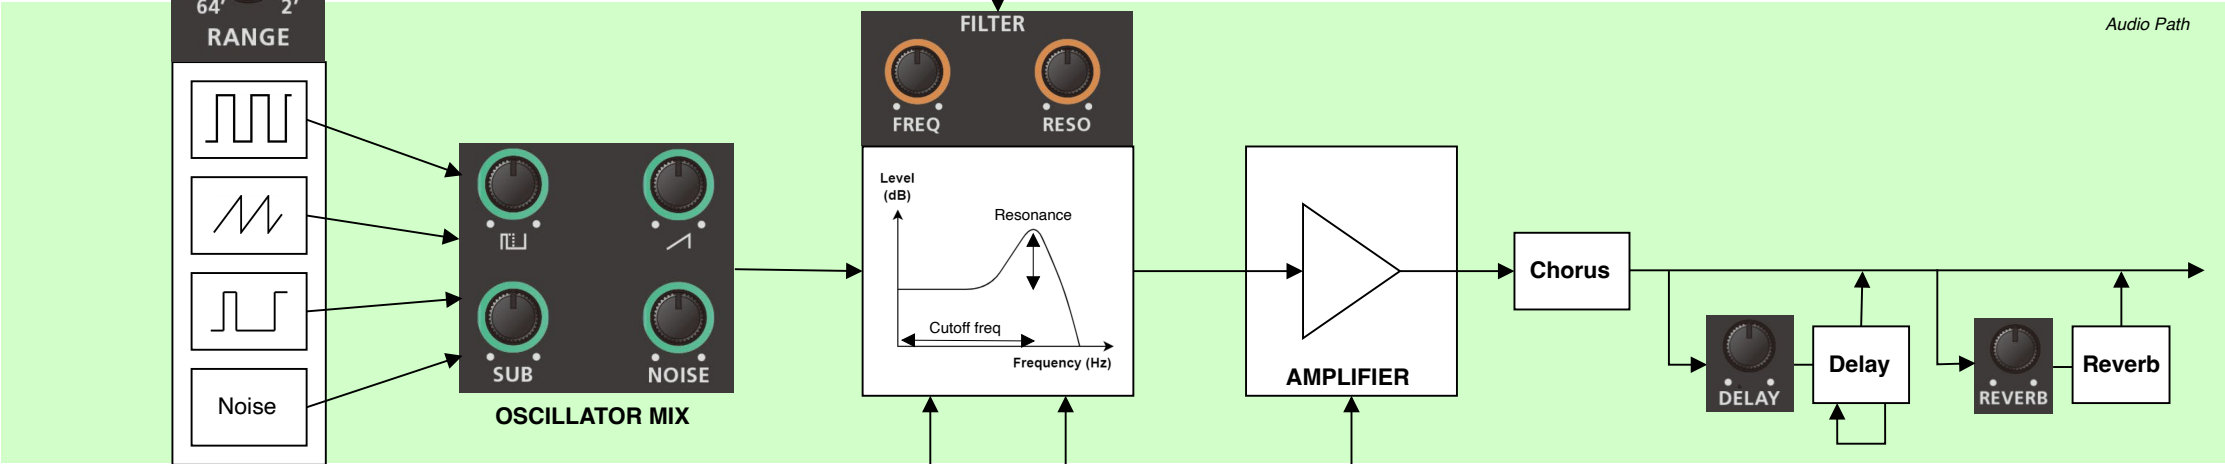 64' 2'
RANGE
FILTER
Audio Path
FREQ RESO
Level
(dB)
Resonance
Cutoff freq
Frequency (Hz)
SUB NOISE
OSCILLATOR MIX
Noise
AMPLIFIER
Chorus
Delay
DELAY
Reverb
REVERB